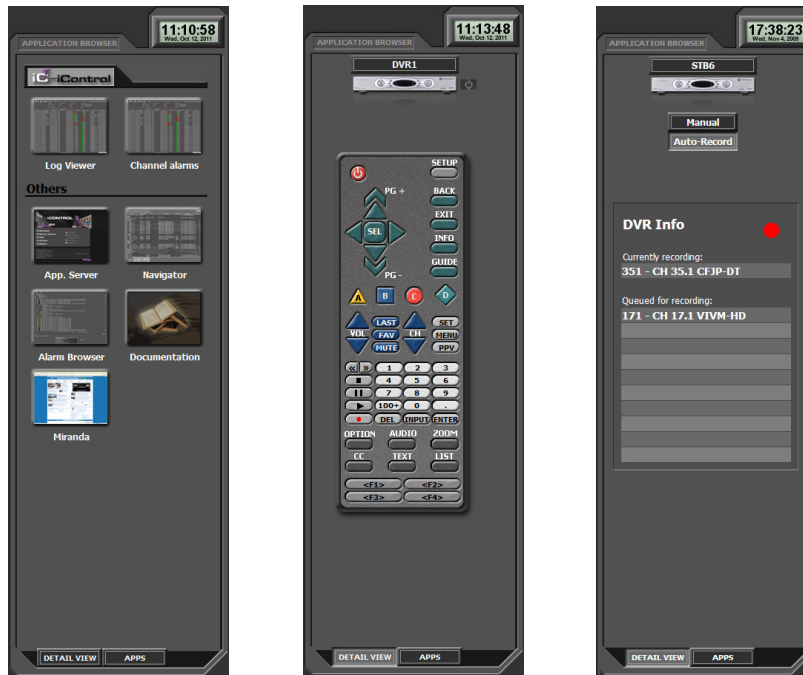 11:10:58
Wed, Oct 12, 2011
APPLICATION BROWSER
iC iControl
Log Viewer
Channel alarms
Others
App. Server
Navigator
Alarm Browser
Documentation
Miranda
DETAIL VIEW
APPS
11:13:48
Wed, Oct 12, 2011
APPLICATION BROWSER
DVR1
SETUP
PG +
BACK
EXIT
SEL
INFO
GUIDE
PG -
A
B
C
D
LAST
SET
VOL
FAV
CH
MENU
MUTE
PPV
1 2 3
4 5 6
7 8 9
100+ 0 .
DEL INPUT ENTER
OPTION AUDIO ZOOM
CC TEXT LIST
<F1> <F2>
<F3> <F4>
DETAIL VIEW
APPS
17:38:23
Wed, Nov 4, 2009
APPLICATION BROWSER
STB6
Manual
Auto-Record
DVR Info
Currently recording:
351 - CH 35.1 CFJP-DT
Queued for recording:
171 - CH 17.1 VIVM-HD
DETAIL VIEW
APPS